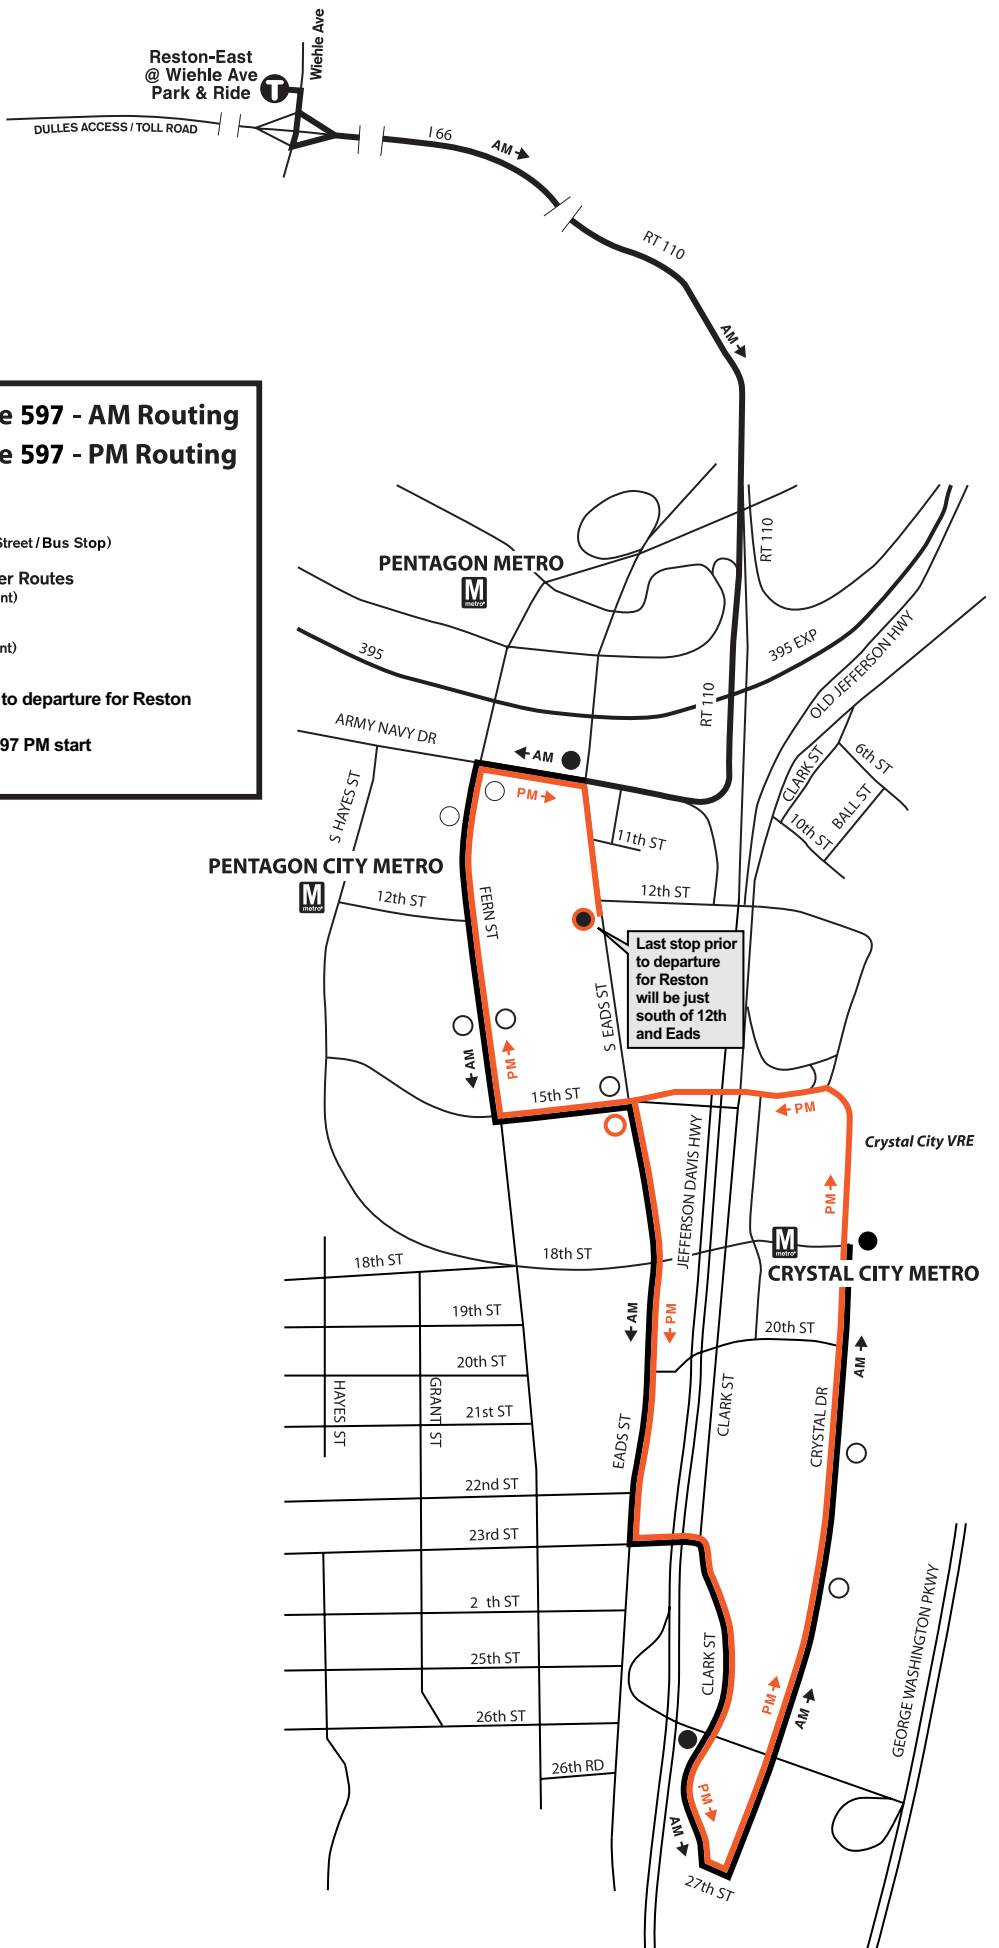 Wiehle Ave
Reston-East
@ Wiehle Ave
Park & Ride
T
DULLES ACCESS / TOLL ROAD
I 66
AM
RT 110
AM
e 597 - AM Routing
e 597 - PM Routing
Street / Bus Stop)
er Routes
nt)
nt)
to departure for Reston
97 PM start
RT 110
PENTAGON METRO
M
metro
395
395 EXP
OLD JEFFERSON HWY
RT 110
ARMY NAVY DR
AM
PM
S HAYES ST
CLARK ST
6th ST
BALL ST
10th ST
11th ST
PENTAGON CITY METRO
M
metro
12th ST
FERN ST
12th ST
Last stop prior
to departure
for Reston
will be just
south of 12th
and Eads
S EADS ST
AM
PM
15th ST
PM
JEFFERSON DAVIS HWY
Crystal City VRE
PM
M
metro
CRYSTAL CITY METRO
18th ST
18th ST
19th ST
AM
PM
20th ST
AM
20th ST
HAYES ST
GRANT ST
21st ST
EADS ST
CLARK ST
CRYSTAL DR
22nd ST
23rd ST
2 th ST
25th ST
CLARK ST
GEORGE WASHINGTON PKWY
26th ST
PM
AM
26th RD
PM
AM
27th ST